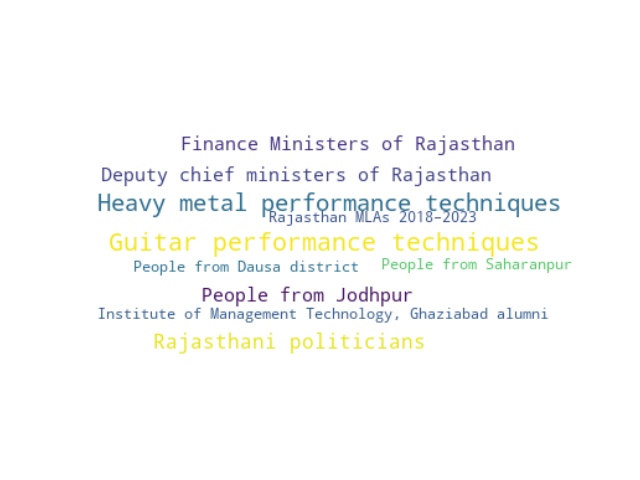 Finance Ministers of Rajasthan
Deputy chief ministers of Rajasthan
Heavy metal performance techniques
Rajasthan MLAs 2018–2023
Guitar performance techniques
People from Dausa district
People from Saharanpur
People from Jodhpur
Institute of Management Technology, Ghaziabad alumni
Rajasthani politicians